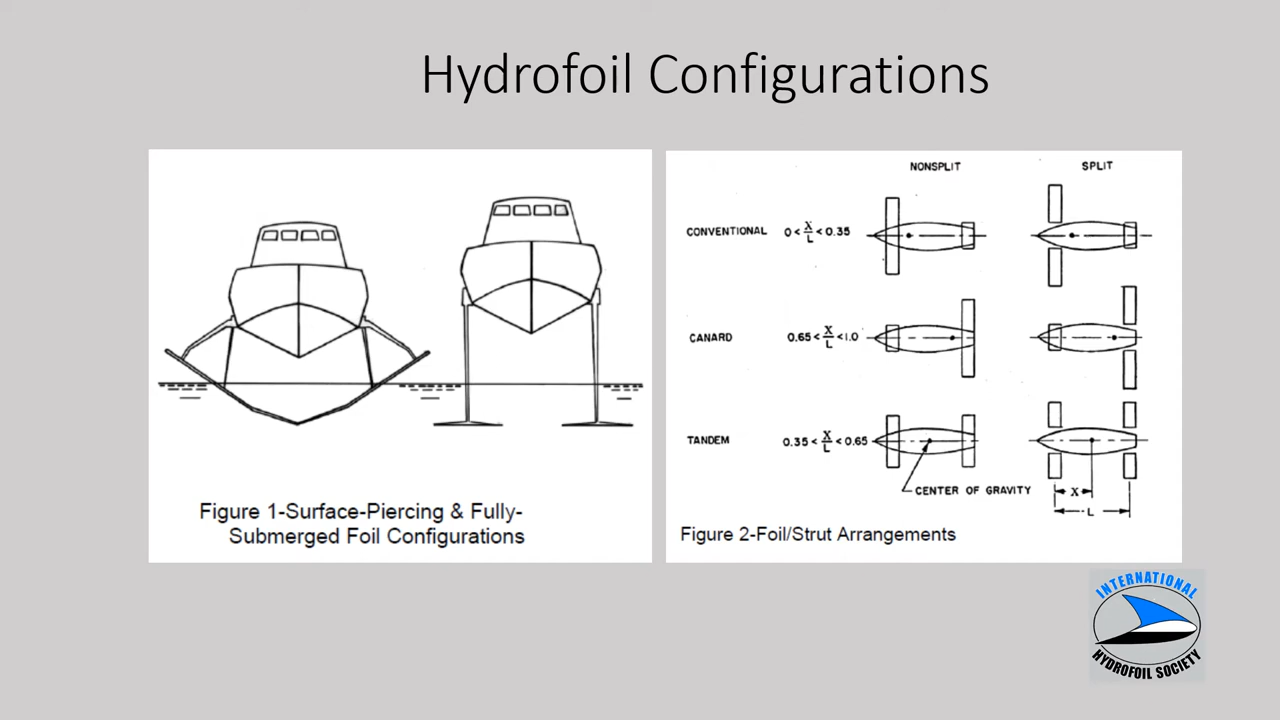 Hydrofoil Configurations
Figure 1-Surface-Piercing & Fully-
Submerged Foil Configurations
NONSPLIT SPLIT
CONVENTIONAL 0 < X/L < 0.35
CANARD 0.65 < X/L < 1.0
TANDEM 0.35 < X/L < 0.65
CENTER OF GRAVITY
X
L
Figure 2-Foil/Strut Arrangements
INTERNATIONAL
HYDROFOIL SOCIETY